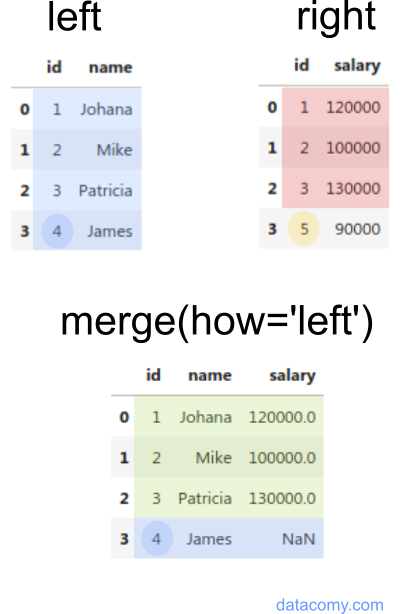 left right
id name id salary
0 1 Johana 0 1 120000
1 2 Mike 1 2 100000
2 3 Patricia 2 3 130000
3 4 James 3 5 90000
merge(how='left')
id name salary
0 1 Johana 120000.0
1 2 Mike 100000.0
2 3 Patricia 130000.0
3 4 James NaN
datacomy.com